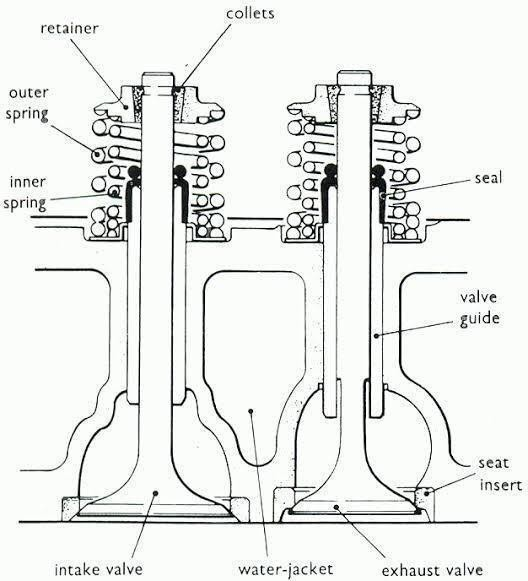 collets
retainer
outer
spring
inner
spring
seal
valve
guide
seat
insert
intake valve
water-jacket
exhaust valve